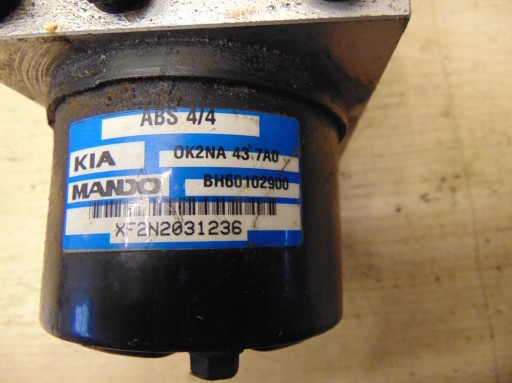 ABS 4/4
KIA 0K2NA 43 7A0
MANDO BH60102900
XF2N2031236